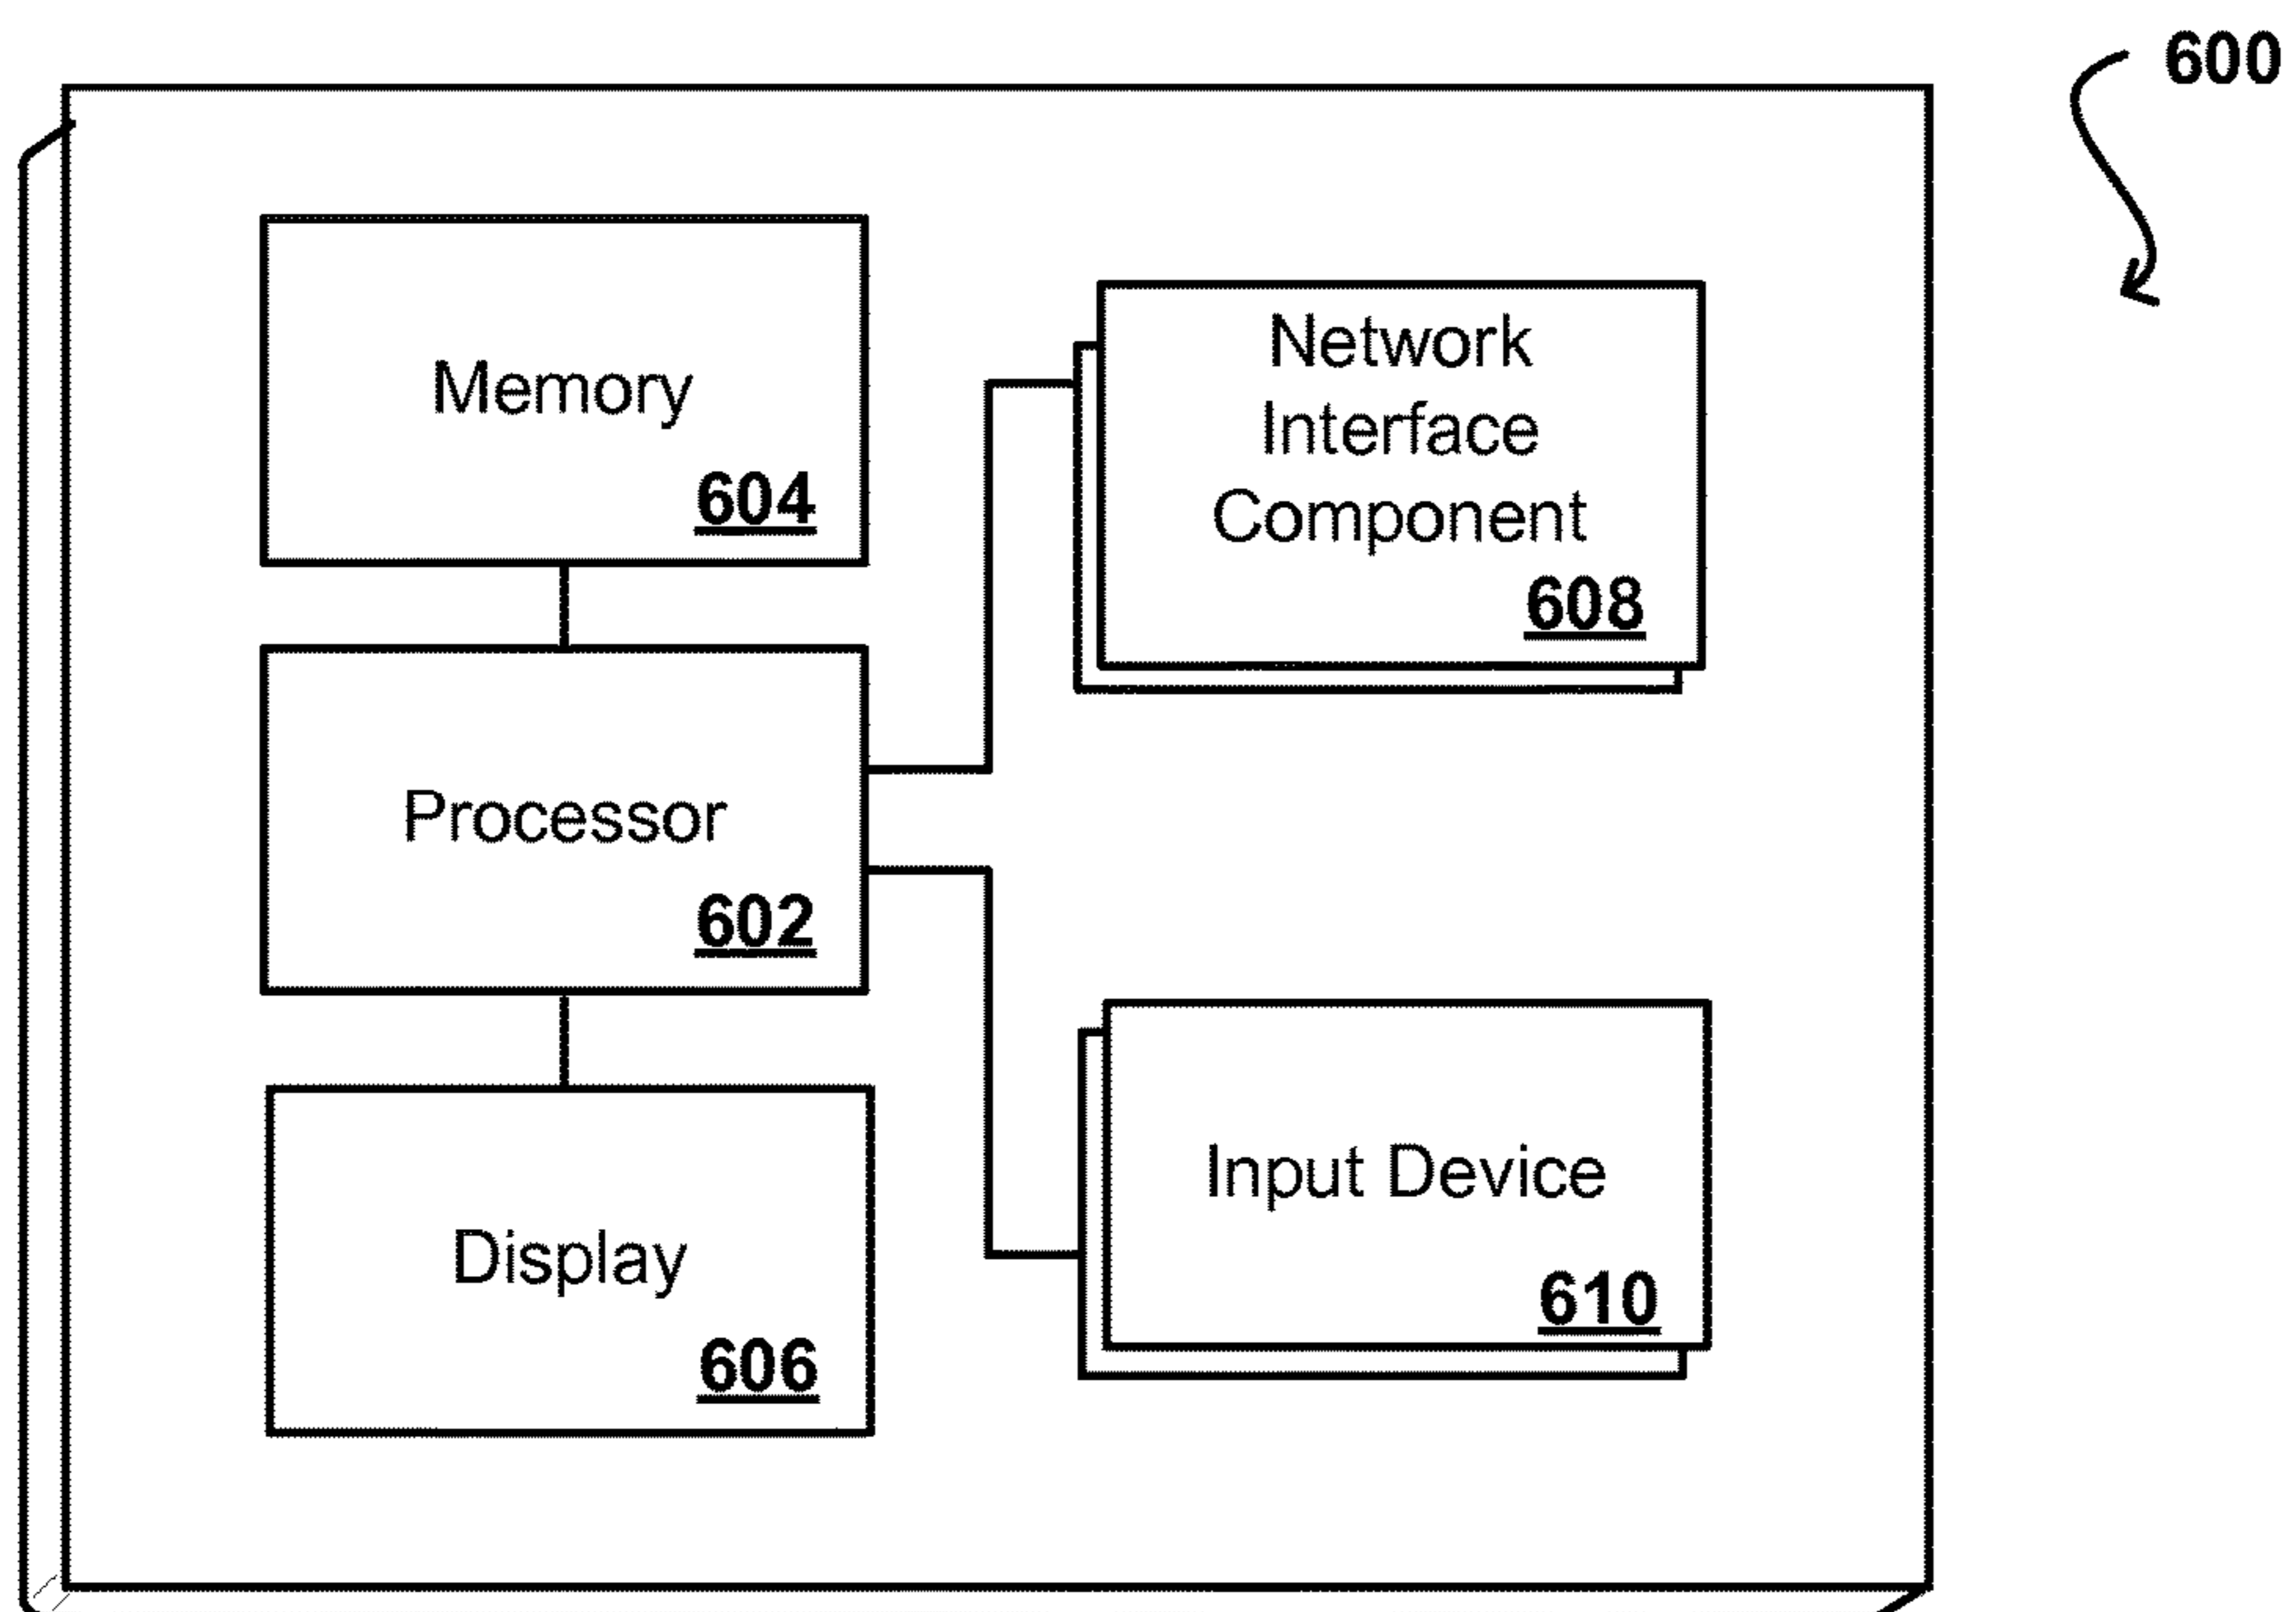 600
Memory
604
Network
Interface
Component
608
Processor
602
Input Device
610
Display
606